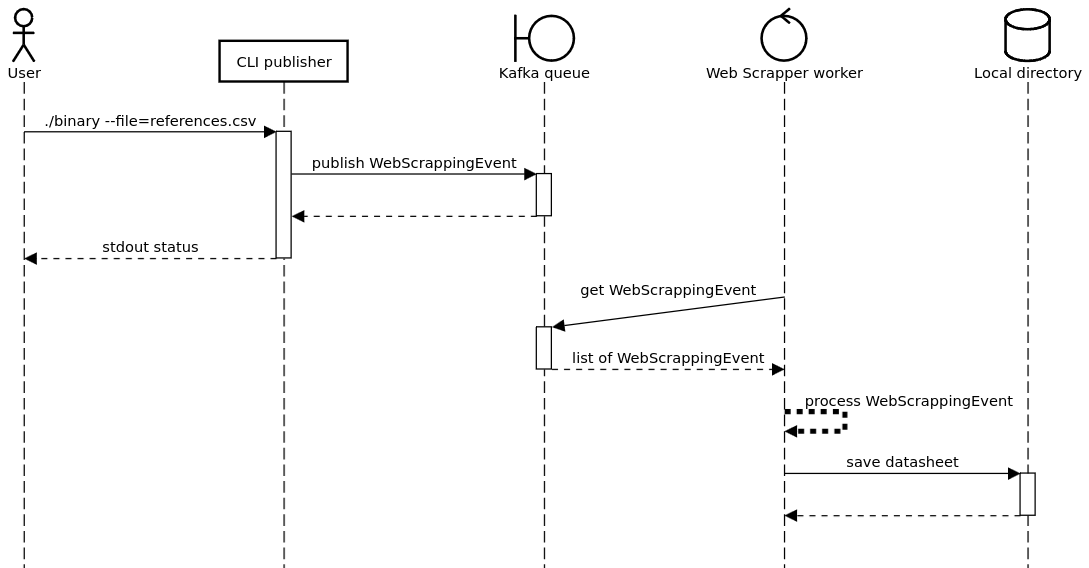 User
CLI publisher
Kafka queue
Web Scrapper worker
Local directory
./binary --file=references.csv
publish WebScrappingEvent
stdout status
get WebScrappingEvent
list of WebScrappingEvent
process WebScrappingEvent
save datasheet